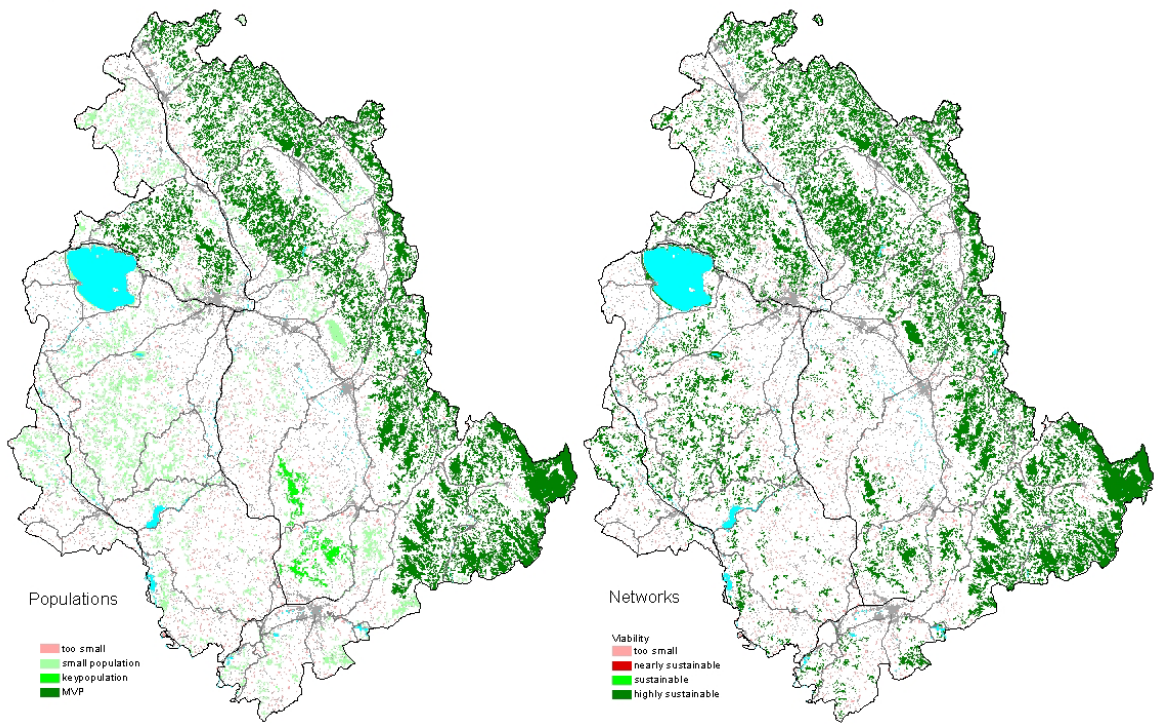 Populations
too small
small population
keypopulation
MVP
Networks
Viability
too small
nearly sustainable
sustainable
highly sustainable